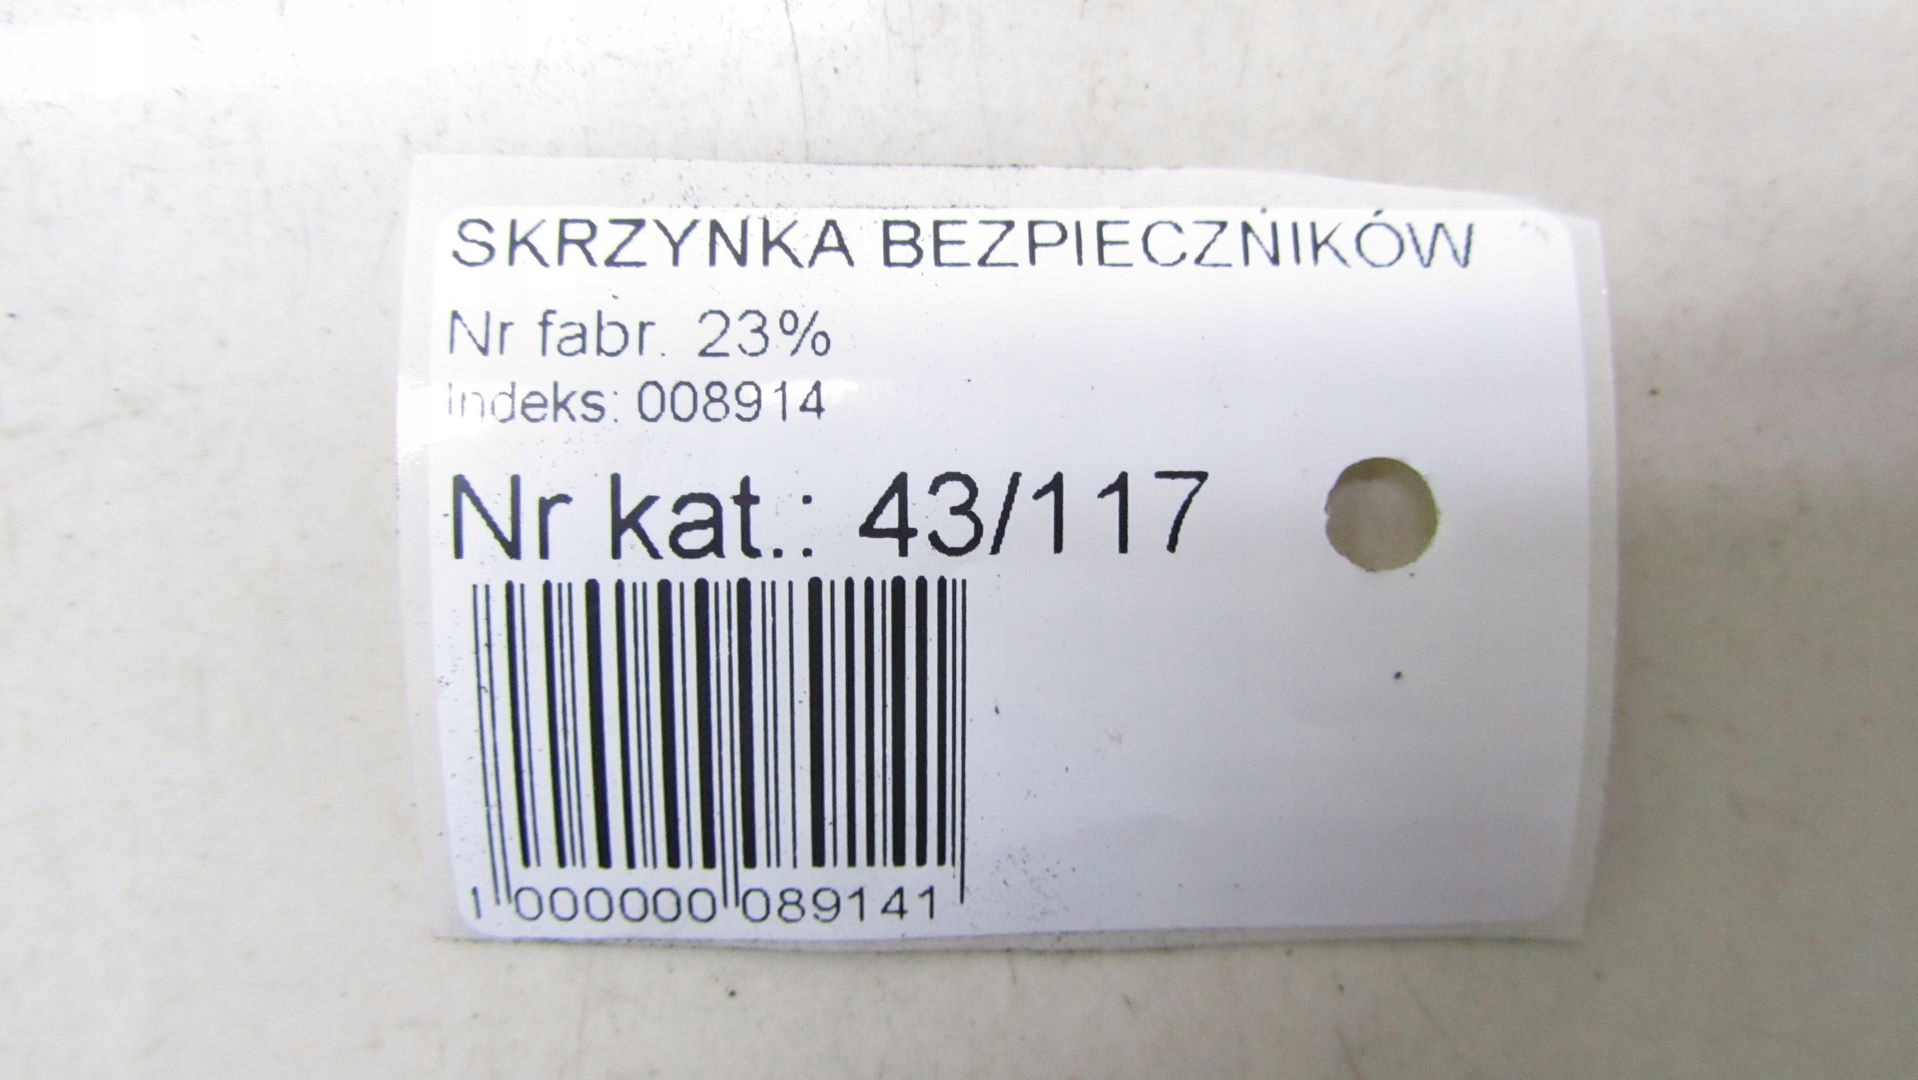 SKRZYNKA BEZPIECZNIKÓW
Nr fabr. 23%
Indeks: 008914
Nr kat.: 43/117
1 000000 089141